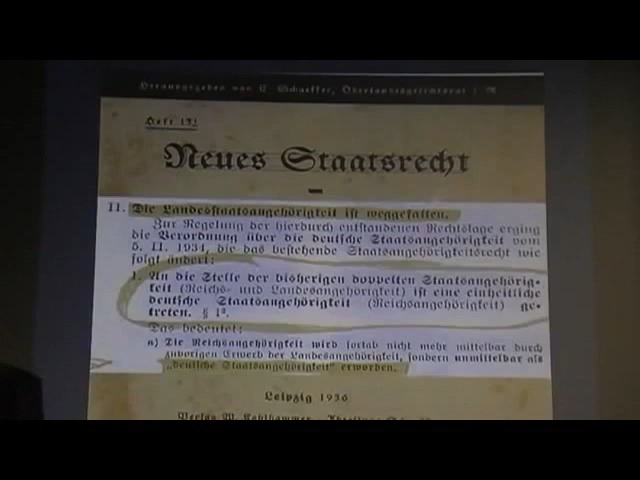 Herausgegeben von C. Schaeffer, Oberlandesgerichtsrat i. R.
Heft 13²
Neues Staatsrecht
II. Die Landesstaatsangehörigkeit ist weggefallen.
Zur Regelung der hierdurch entstandenen Rechtslage erging
die Verordnung über die deutsche Staatsangehörigkeit vom
5. II. 1934, die das bestehende Staatsangehörigkeitsrecht wie
folgt ändert:
1. An die Stelle der bisherigen doppelten Staatsangehörig-
keit (Reichs- und Landesangehörigkeit) ist eine einheitliche
deutsche Staatsangehörigkeit (Reichsangehörigkeit) ge-
treten. § 1².
Das bedeutet:
a) Die Reichsangehörigkeit wird fortab nicht mehr mittelbar durch
zuvorigen Erwerb der Landesangehörigkeit, sondern unmittelbar als
„deutsche Staatsangehörigkeit" erworben.
Leipzig 1936
Verlag W. Kohlhammer